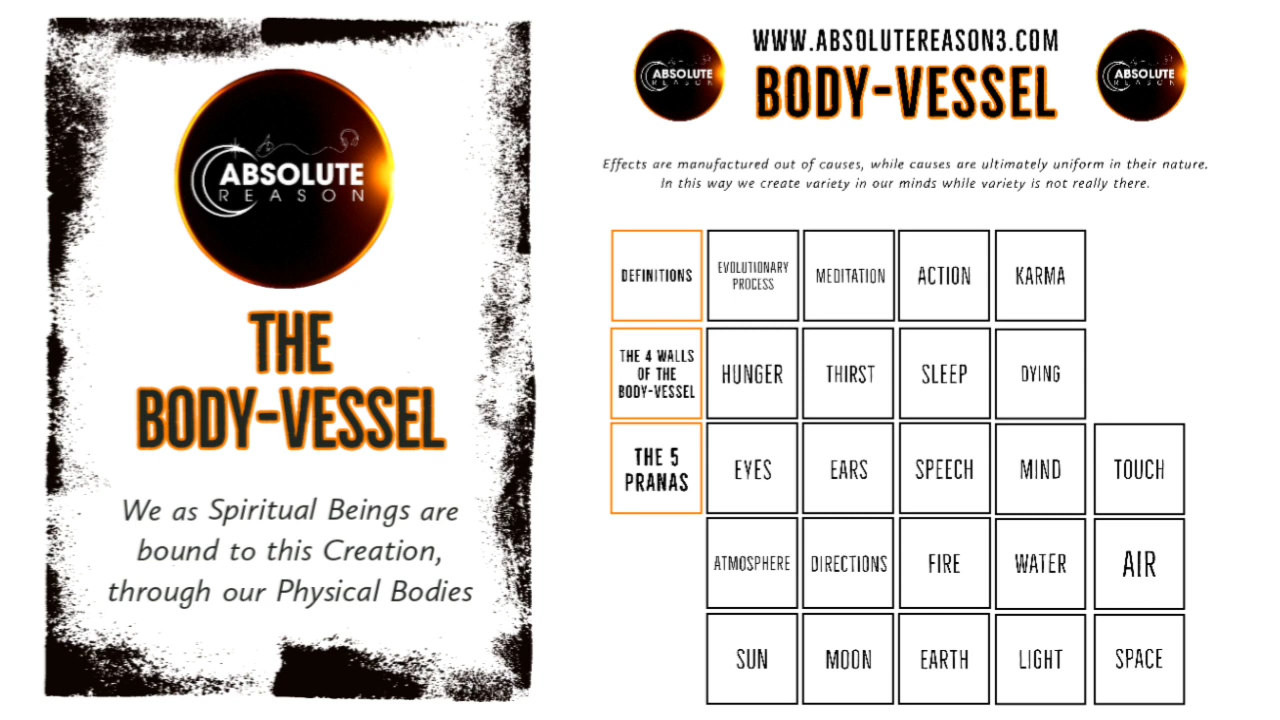 ABSOLUTE
REASON
THE
BODY-VESSEL
We as Spiritual Beings are
bound to this Creation,
through our Physical Bodies
WWW.ABSOLUTEREASON3.COM
ABSOLUTE
REASON
BODY-VESSEL
ABSOLUTE
REASON
Effects are manufactured out of causes, while causes are ultimately uniform in their nature.
In this way we create variety in our minds while variety is not really there.
DEFINITIONS
EVOLUTIONARY
PROCESS
MEDITATION
ACTION
KARMA
THE 4 WALLS
OF THE
BODY-VESSEL
HUNGER
THIRST
SLEEP
DYING
THE 5
PRANAS
EYES
EARS
SPEECH
MIND
TOUCH
ATMOSPHERE
DIRECTIONS
FIRE
WATER
AIR
SUN
MOON
EARTH
LIGHT
SPACE